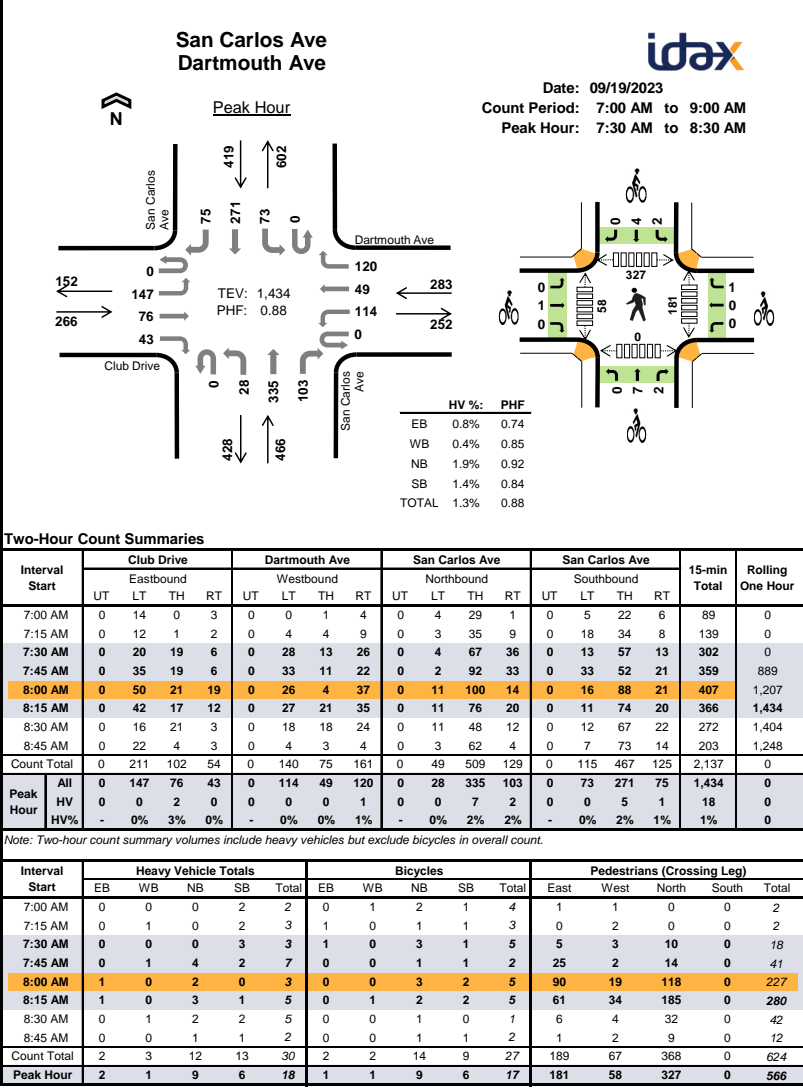 San Carlos Ave
Dartmouth Ave
idax
Date: 09/19/2023
Count Period: 7:00 AM to 9:00 AM
Peak Hour: 7:30 AM to 8:30 AM
N
Peak Hour
419 602
San Carlos Ave
75 271 73 0
Dartmouth Ave
0 120
152 147 49 283
266 76 114 252
43 0
TEV: 1,434
PHF: 0.88
Club Drive
0 28 335 103
San Carlos Ave
428 466
0 4 2
327
0 1 0
58
181
1 0 0
0
0 7 2
HV %: PHF
EB 0.8% 0.74
WB 0.4% 0.85
NB 1.9% 0.92
SB 1.4% 0.84
TOTAL 1.3% 0.88
Two-Hour Count Summaries
Interval Start Club Drive Dartmouth Ave San Carlos Ave San Carlos Ave 15-min Total Rolling One Hour
Eastbound Westbound Northbound Southbound
UT LT TH RT UT LT TH RT UT LT TH RT UT LT TH RT
7:00 AM 0 14 0 3 0 0 1 4 0 4 29 1 0 5 22 6 89 0
7:15 AM 0 12 1 2 0 4 4 9 0 3 35 9 0 18 34 8 139 0
7:30 AM 0 20 19 6 0 28 13 26 0 4 67 36 0 13 57 13 302 0
7:45 AM 0 35 19 6 0 33 11 22 0 2 92 33 0 33 52 21 359 889
8:00 AM 0 50 21 19 0 26 4 37 0 11 100 14 0 16 88 21 407 1,207
8:15 AM 0 42 17 12 0 27 21 35 0 11 76 20 0 11 74 20 366 1,434
8:30 AM 0 16 21 3 0 18 18 24 0 11 48 12 0 12 67 22 272 1,404
8:45 AM 0 22 4 3 0 4 3 4 0 3 62 4 0 7 73 14 203 1,248
Count Total 0 211 102 54 0 140 75 161 0 49 509 129 0 115 467 125 2,137 0
Peak Hour All 0 147 76 43 0 114 49 120 0 28 335 103 0 73 271 75 1,434 0
HV 0 0 2 0 0 0 0 1 0 0 7 2 0 0 5 1 18 0
HV% - 0% 3% 0% - 0% 0% 1% - 0% 2% 2% - 0% 2% 1% 1% 0
Note: Two-hour count summary volumes include heavy vehicles but exclude bicycles in overall count.
Interval Start Heavy Vehicle Totals Bicycles Pedestrians (Crossing Leg)
EB WB NB SB Total EB WB NB SB Total East West North South Total
7:00 AM 0 0 0 2 2 0 1 2 1 4 1 1 0 0 2
7:15 AM 0 1 0 2 3 1 0 1 1 3 0 2 0 0 2
7:30 AM 0 0 0 3 3 1 0 3 1 5 5 3 10 0 18
7:45 AM 0 1 4 2 7 0 0 1 1 2 25 2 14 0 41
8:00 AM 1 0 2 0 3 0 0 3 2 5 90 19 118 0 227
8:15 AM 1 0 3 1 5 0 1 2 2 5 61 34 185 0 280
8:30 AM 0 1 2 2 5 0 0 1 0 1 6 4 32 0 42
8:45 AM 0 0 1 1 2 0 0 1 1 2 1 2 9 0 12
Count Total 2 3 12 13 30 2 2 14 9 27 189 67 368 0 624
Peak Hour 2 1 9 6 18 1 1 9 6 17 181 58 327 0 566